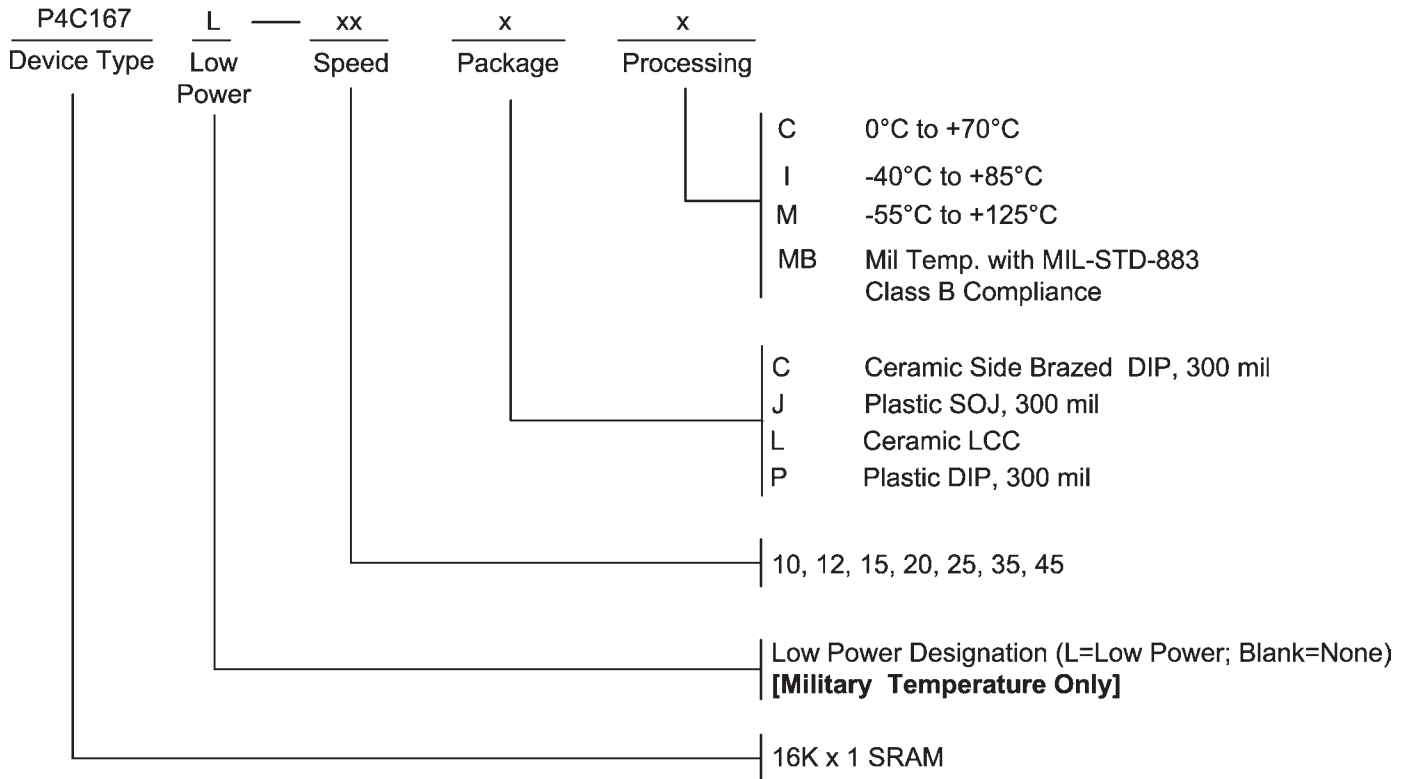 P4C167 L — xx x x
Device Type Low Power Speed Package Processing
C 0°C to +70°C
I -40°C to +85°C
M -55°C to +125°C
MB Mil Temp. with MIL-STD-883
Class B Compliance
C Ceramic Side Brazed DIP, 300 mil
J Plastic SOJ, 300 mil
L Ceramic LCC
P Plastic DIP, 300 mil
10, 12, 15, 20, 25, 35, 45
Low Power Designation (L=Low Power; Blank=None)
[Military Temperature Only]
16K x 1 SRAM